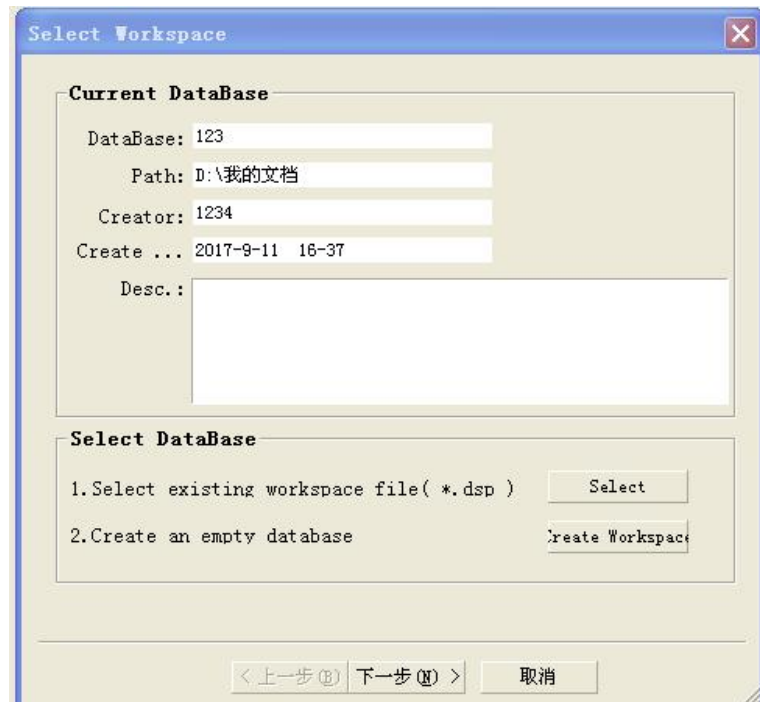 Select Workspace
Current DataBase
DataBase: 123
Path: D:\我的文档
Creator: 1234
Create ... 2017-9-11 16-37
Desc.:
Select DataBase
1.Select existing workspace file( *.dsp ) Select
2.Create an empty database Create Workspace
< 上一步(B) 下一步(N) > 取消